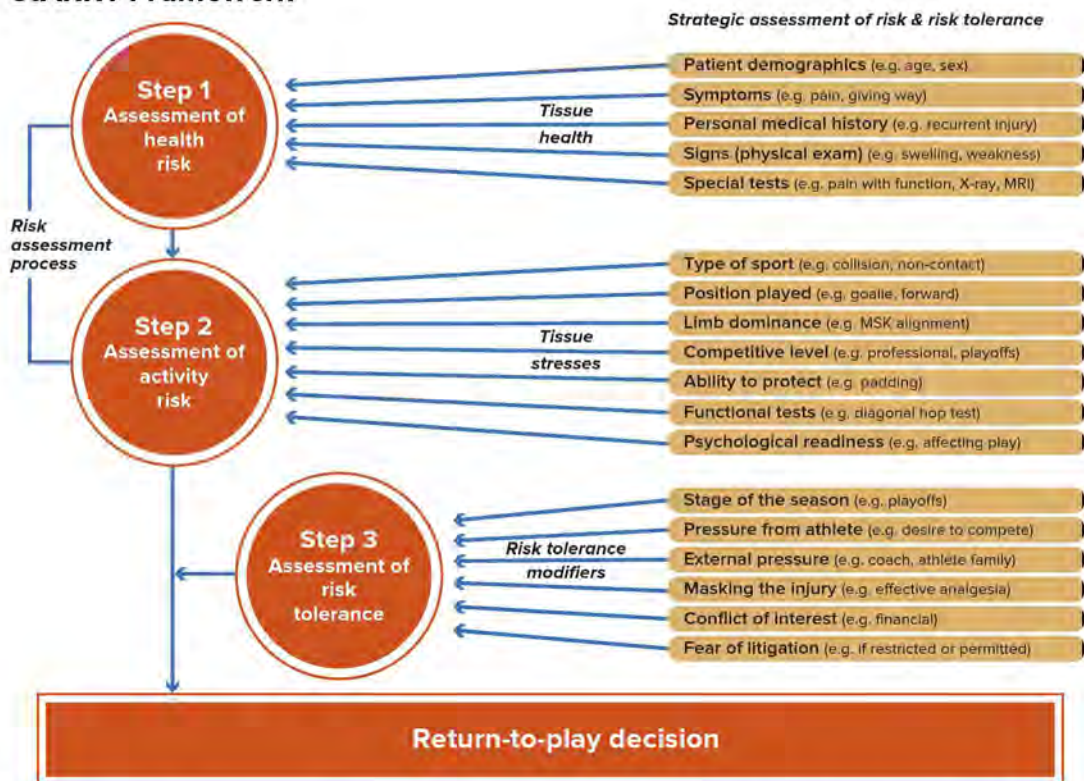 Strategic assessment of risk & risk tolerance
Step 1
Assessment of
health
risk
Tissue
health
Patient demographics (e.g. age, sex)
Symptoms (e.g. pain, giving way)
Personal medical history (e.g. recurrent injury)
Signs (physical exam) (e.g. swelling, weakness)
Special tests (e.g. pain with function, X-ray, MRI)
Risk
assessment
process
Step 2
Assessment of
activity
risk
Tissue
stresses
Type of sport (e.g. collision, non-contact)
Position played (e.g. goalie, forward)
Limb dominance (e.g. MSK alignment)
Competitive level (e.g. professional, playoffs)
Ability to protect (e.g. padding)
Functional tests (e.g. diagonal hop test)
Psychological readiness (e.g. affecting play)
Step 3
Assessment of
risk
tolerance
Risk tolerance
modifiers
Stage of the season (e.g. playoffs)
Pressure from athlete (e.g. desire to compete)
External pressure (e.g. coach, athlete family)
Masking the injury (e.g. effective analgesia)
Conflict of interest (e.g. financial)
Fear of litigation (e.g. if restricted or permitted)
Return-to-play decision